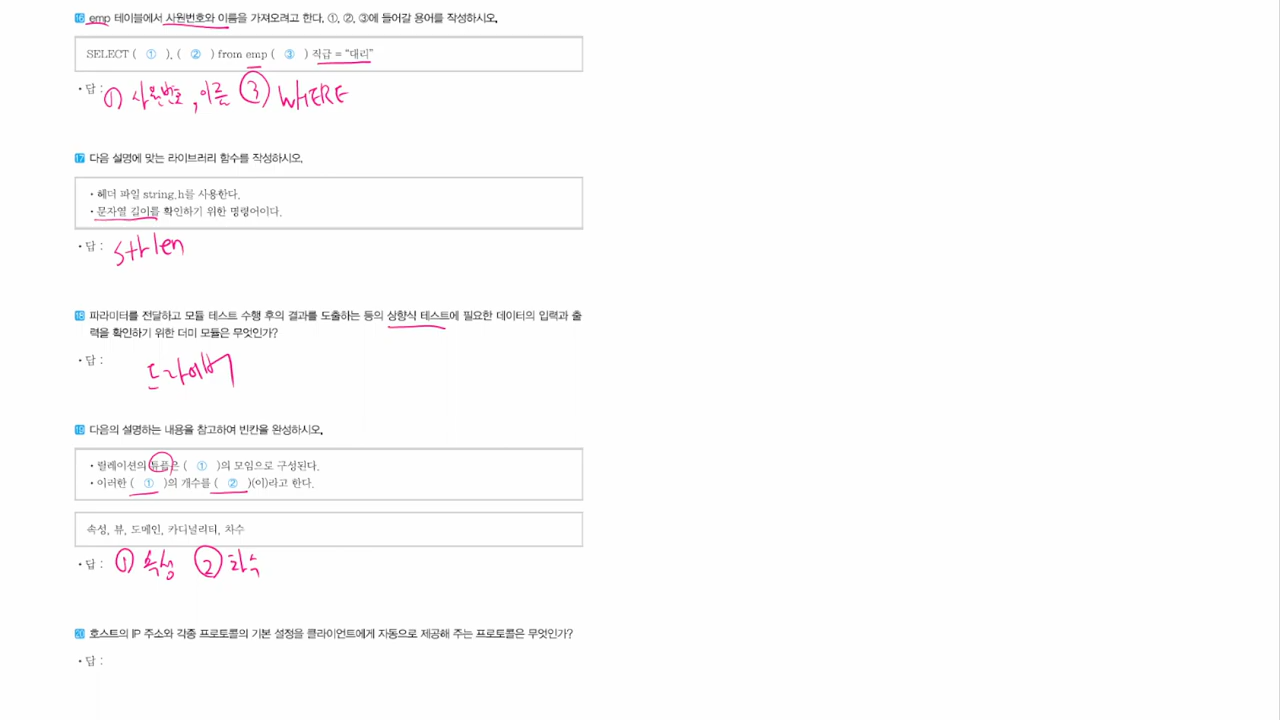 16 emp 테이블에서 사원번호와 이름을 가져오려고 한다. ①, ②, ③에 들어갈 용어를 작성하시오.
SELECT ( ① ), ( ② ) from emp ( ③ ) 직급 = “대리”
• 답 : ① 사원번호, 이름 ③ WHERE
17 다음 설명에 맞는 라이브러리 함수를 작성하시오.
• 헤더 파일 string.h를 사용한다.
• 문자열 길이를 확인하기 위한 명령어이다.
• 답 : strlen
18 파라미터를 전달하고 모듈 테스트 수행 후의 결과를 도출하는 등의 상향식 테스트에 필요한 데이터의 입력과 출
력을 확인하기 위한 더미 모듈은 무엇인가?
• 답 :
드라이버
19 다음의 설명하는 내용을 참고하여 빈칸을 완성하시오.
• 릴레이션의 튜플은 ( ① )의 모임으로 구성된다.
• 이러한 ( ① )의 개수를 ( ② )(이)라고 한다.
속성, 뷰, 도메인, 카디널리티, 차수
• 답 : ① 속성 ② 차수
20 호스트의 IP 주소와 각종 프로토콜의 기본 설정을 클라이언트에게 자동으로 제공해 주는 프로토콜은 무엇인가?
• 답 :